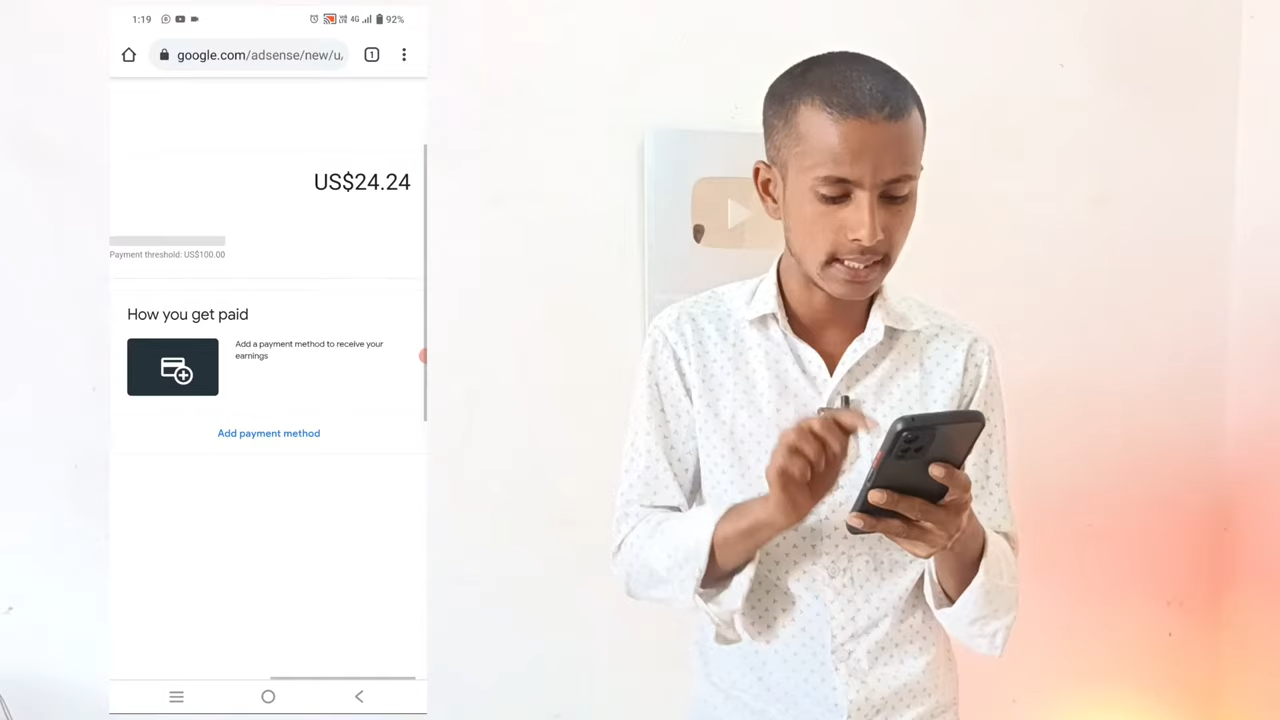 1:19
4G
92%
google.com/adsense/new/u/
1
US$24.24
Payment threshold: US$100.00
How you get paid
Add a payment method to receive your
earnings
Add payment method